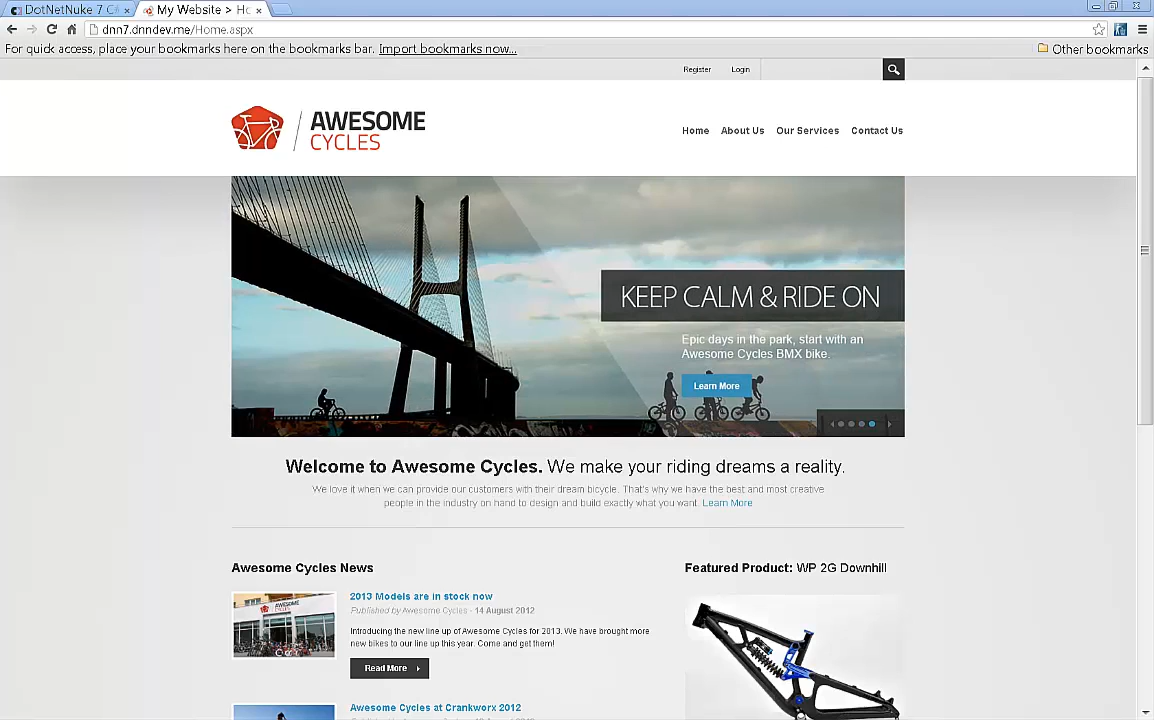 DotNetNuke 7 C#
My Website > Ho
dnn7.dnndev.me/Home.aspx
For quick access, place your bookmarks here on the bookmarks bar. Import bookmarks now...
Other bookmarks
Register
Login
AWESOME
CYCLES
Home
About Us
Our Services
Contact Us
KEEP CALM & RIDE ON
Epic days in the park, start with an
Awesome Cycles BMX bike.
Learn More
Welcome to Awesome Cycles. We make your riding dreams a reality.
We love it when we can provide our customers with their dream bicycle. That's why we have the best and most creative
people in the industry on hand to design and build exactly what you want. Learn More
Awesome Cycles News
Featured Product: WP 2G Downhill
AWESOME
CYCLES
2013 Models are in stock now
Published by Awesome Cycles - 14 August 2012
Introducing the new line up of Awesome Cycles for 2013. We have brought more
new bikes to our line up this year. Come and get them!
Read More
Awesome Cycles at Crankworx 2012